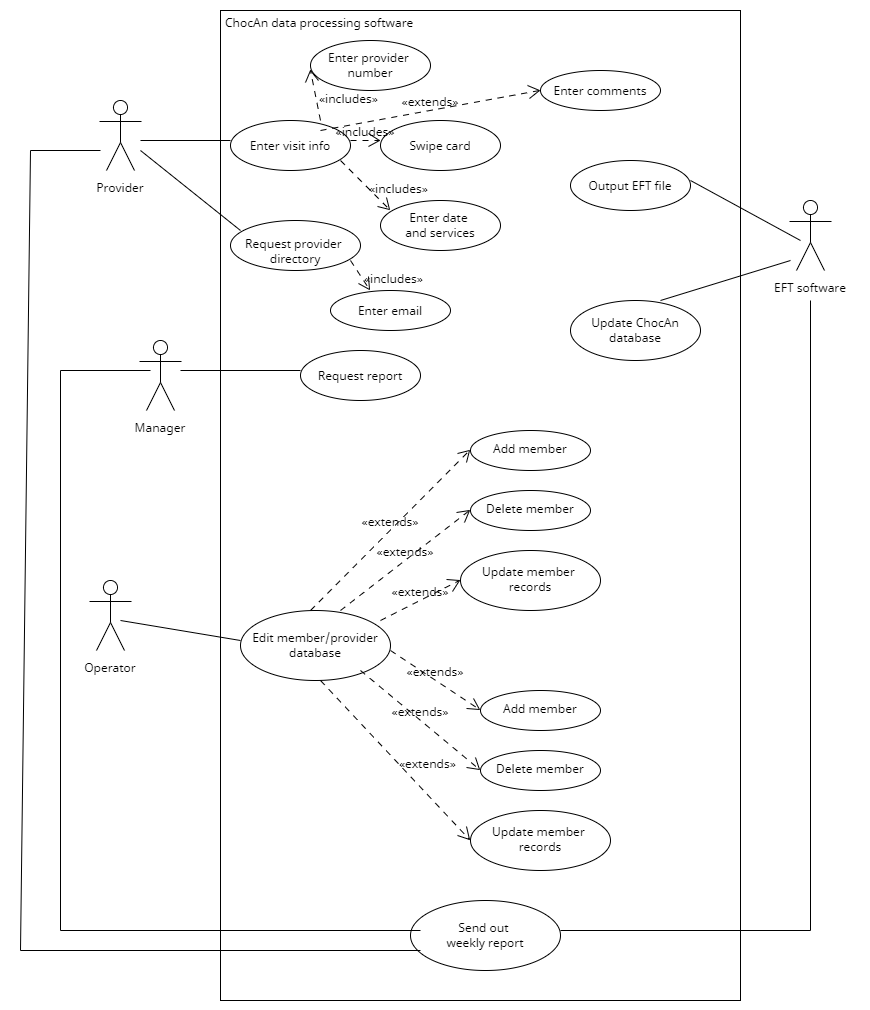 ChocAn data processing software
Enter provider
number
«includes»
«extends»
Enter comments
«includes»
Enter visit info
Swipe card
Provider
«includes»
Output EFT file
Enter date
and services
Request provider
directory
«includes»
EFT software
Enter email
Update ChocAn
database
Request report
Manager
Add member
«extends»
Delete member
«extends»
Update member
records
«extends»
Edit member/provider
database
Operator
«extends»
Add member
«extends»
Delete member
«extends»
Update member
records
Send out
weekly report